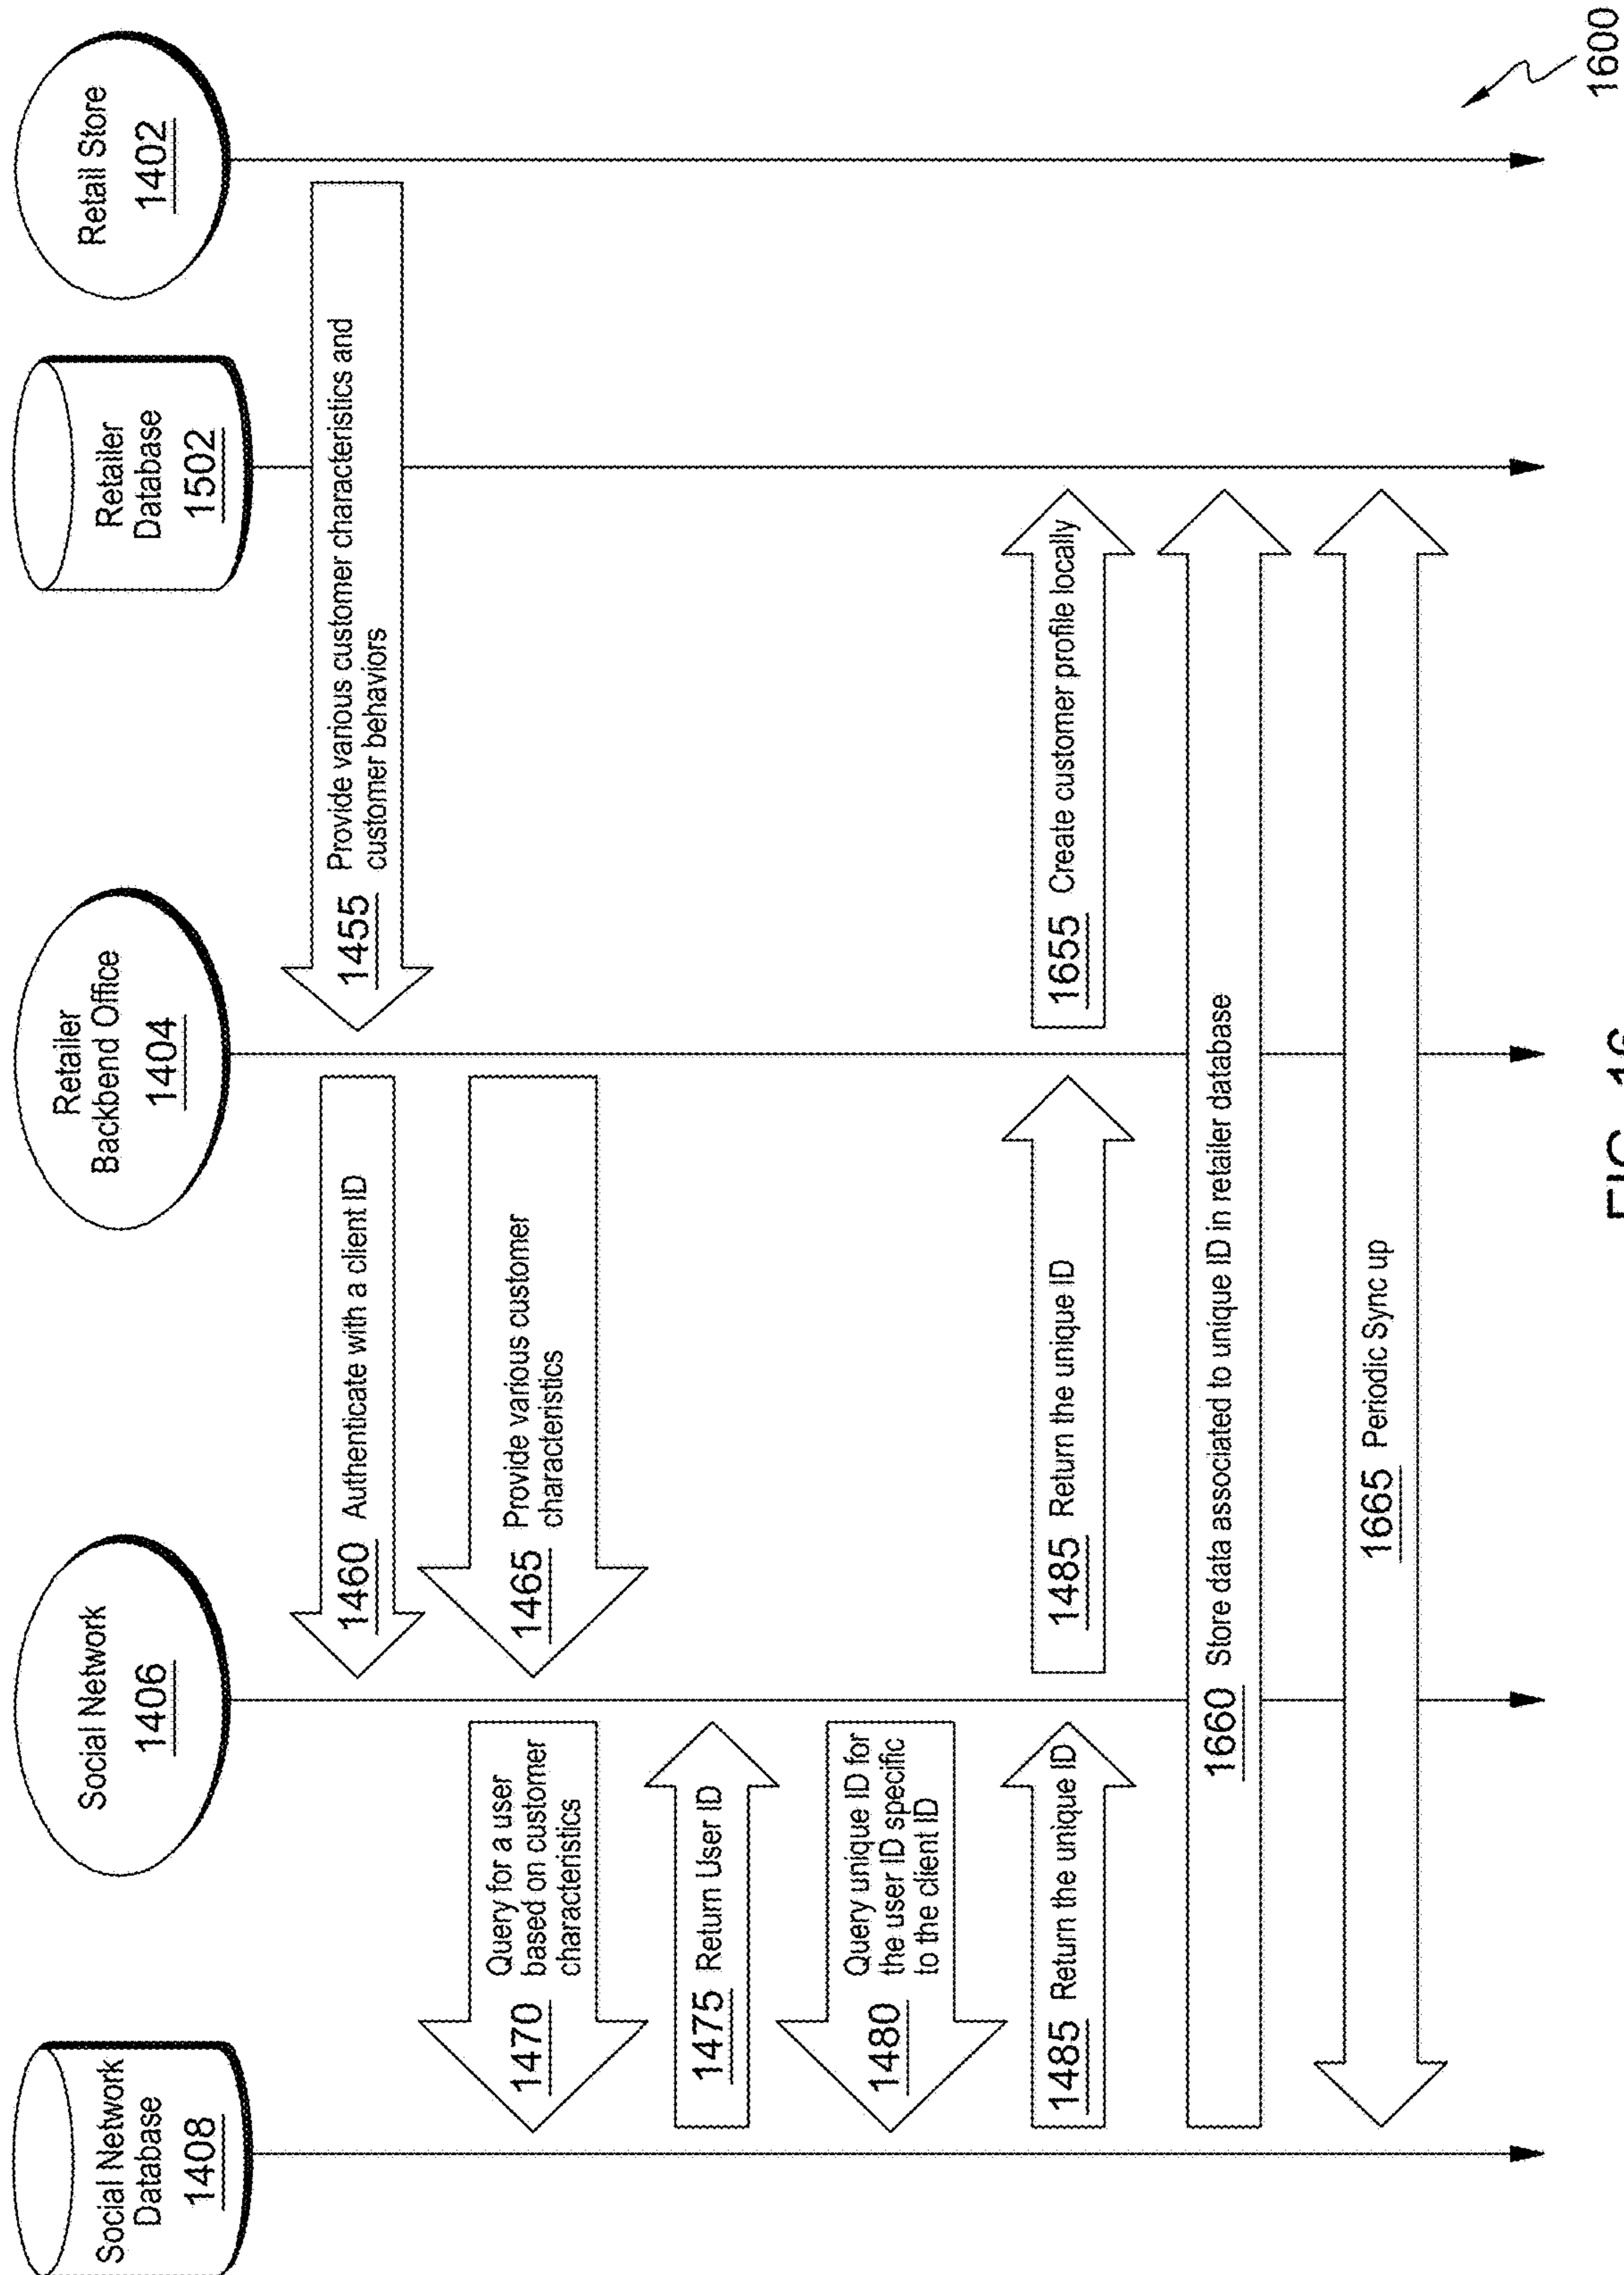 Social Network
Database
1408
Social Network
1406
Retailer
Backbend Office
1404
Retailer
Database
1502
Retail Store
1402
1455 Provide various customer characteristics and
customer behaviors
1460 Authenticate with a client ID
1465 Provide various customer
characteristics
1470 Query for a user
based on customer
characteristics
1475 Return User ID
1480 Query unique ID for
the user ID specific
to the client ID
1485 Return the unique ID
1485 Return the unique ID
1655 Create customer profile locally
1660 Store data associated to unique ID in retailer database
1665 Periodic Sync up
1600
FIG. 16